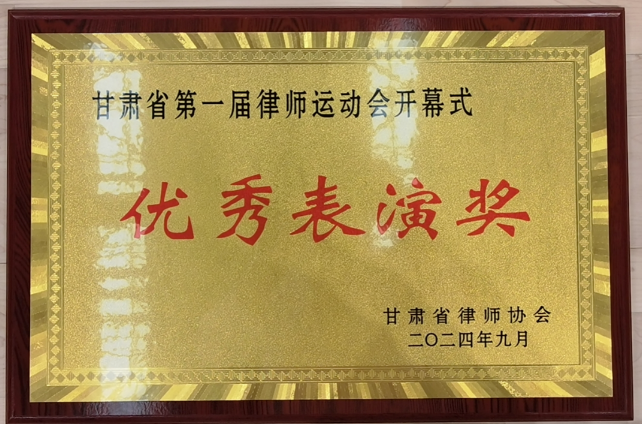 甘肃省第一届律师运动会开幕式
优秀表演奖
甘肃省律师协会
二〇二四年九月